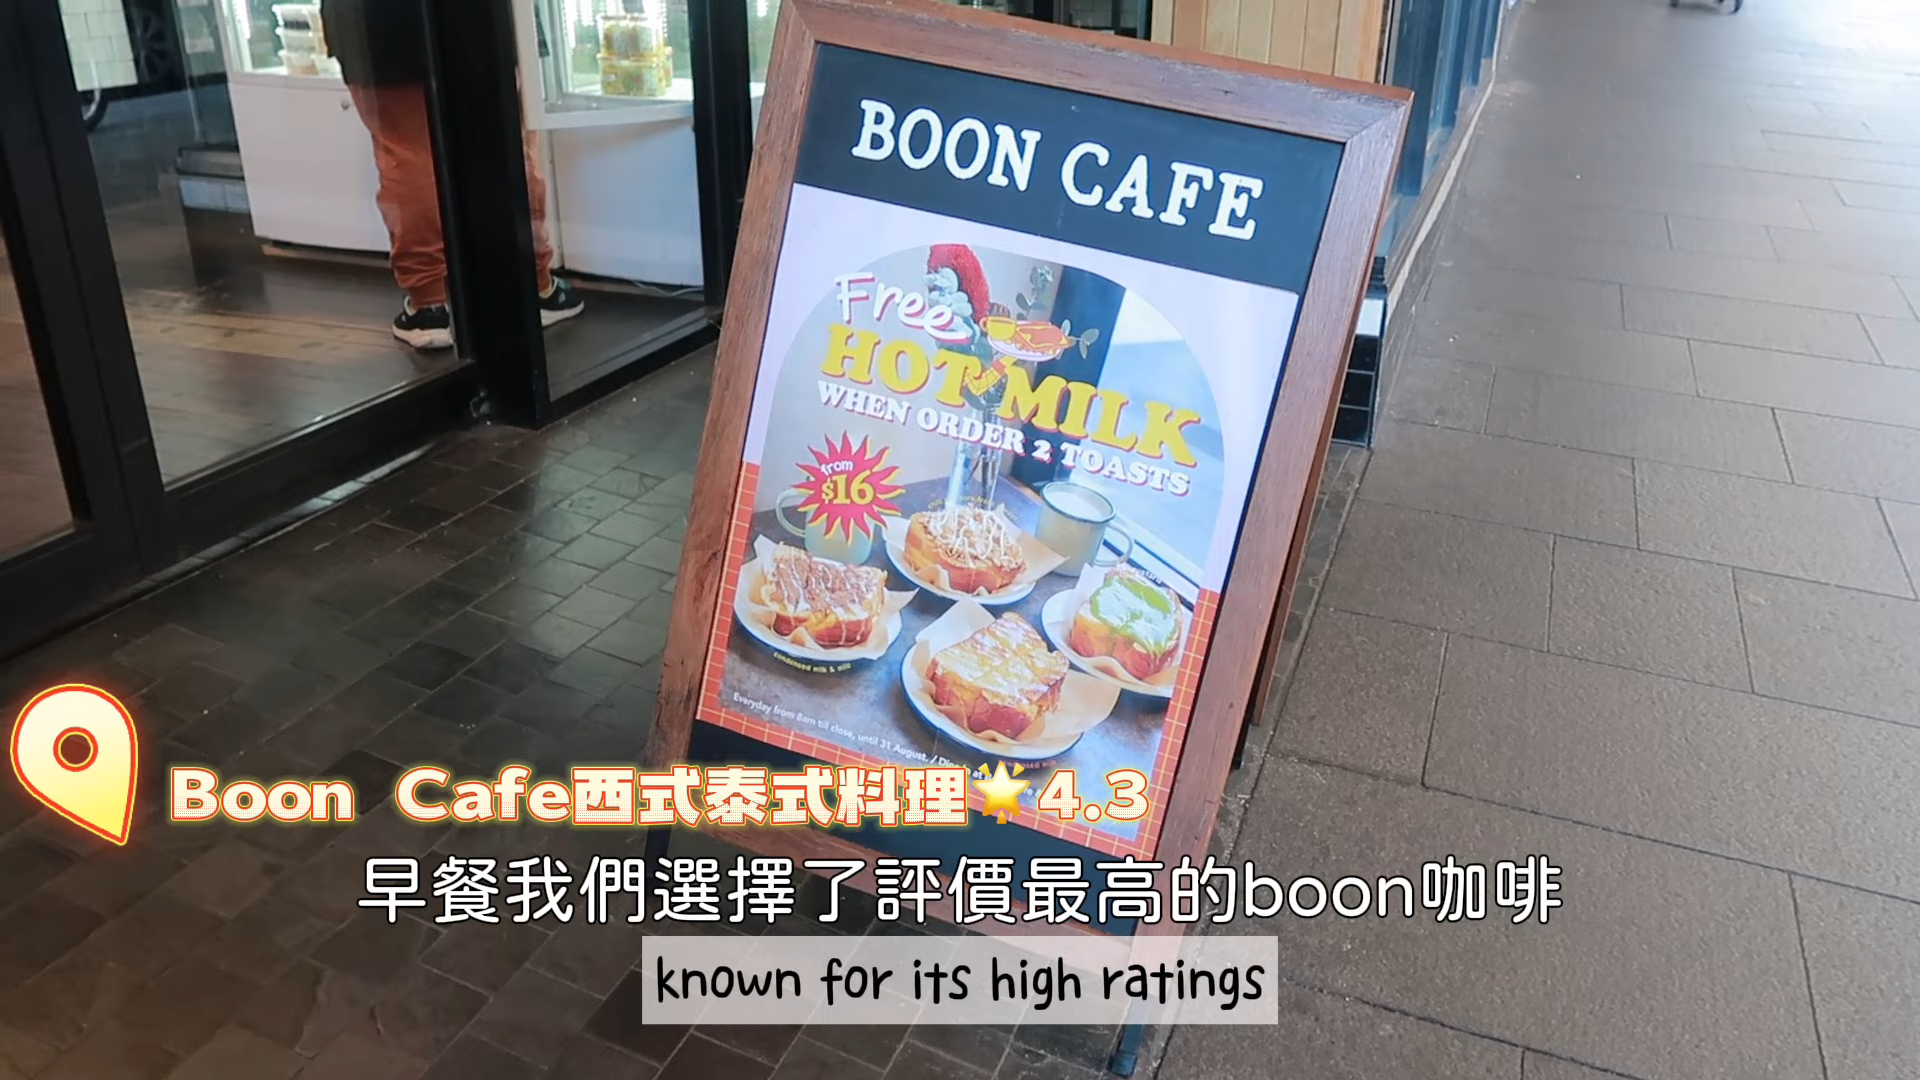 BOON CAFE
Free
HOT MILK
WHEN ORDER 2 TOASTS
from
$16
condensed milk & milo
Everyday from 8am till close, until 31 August. /
Boon Cafe西式泰式料理🌟4.3
早餐我們選擇了評價最高的boon咖啡
known for its high ratings